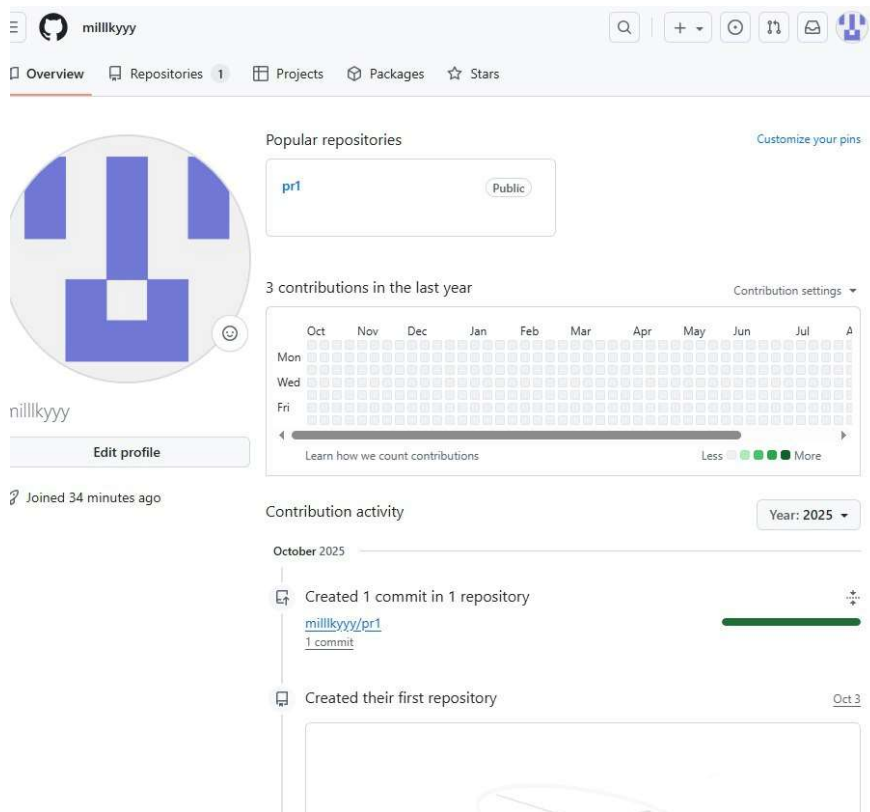 milllkyyy
Overview Repositories 1 Projects Packages Stars
Popular repositories Customize your pins
pr1 Public
3 contributions in the last year Contribution settings
Oct Nov Dec Jan Feb Mar Apr May Jun Jul A
Mon
Wed
Fri
Learn how we count contributions Less More
milllkyyy
Edit profile
Joined 34 minutes ago
Contribution activity Year: 2025
October 2025
Created 1 commit in 1 repository
milllkyyy/pr1
1 commit
Created their first repository Oct 3